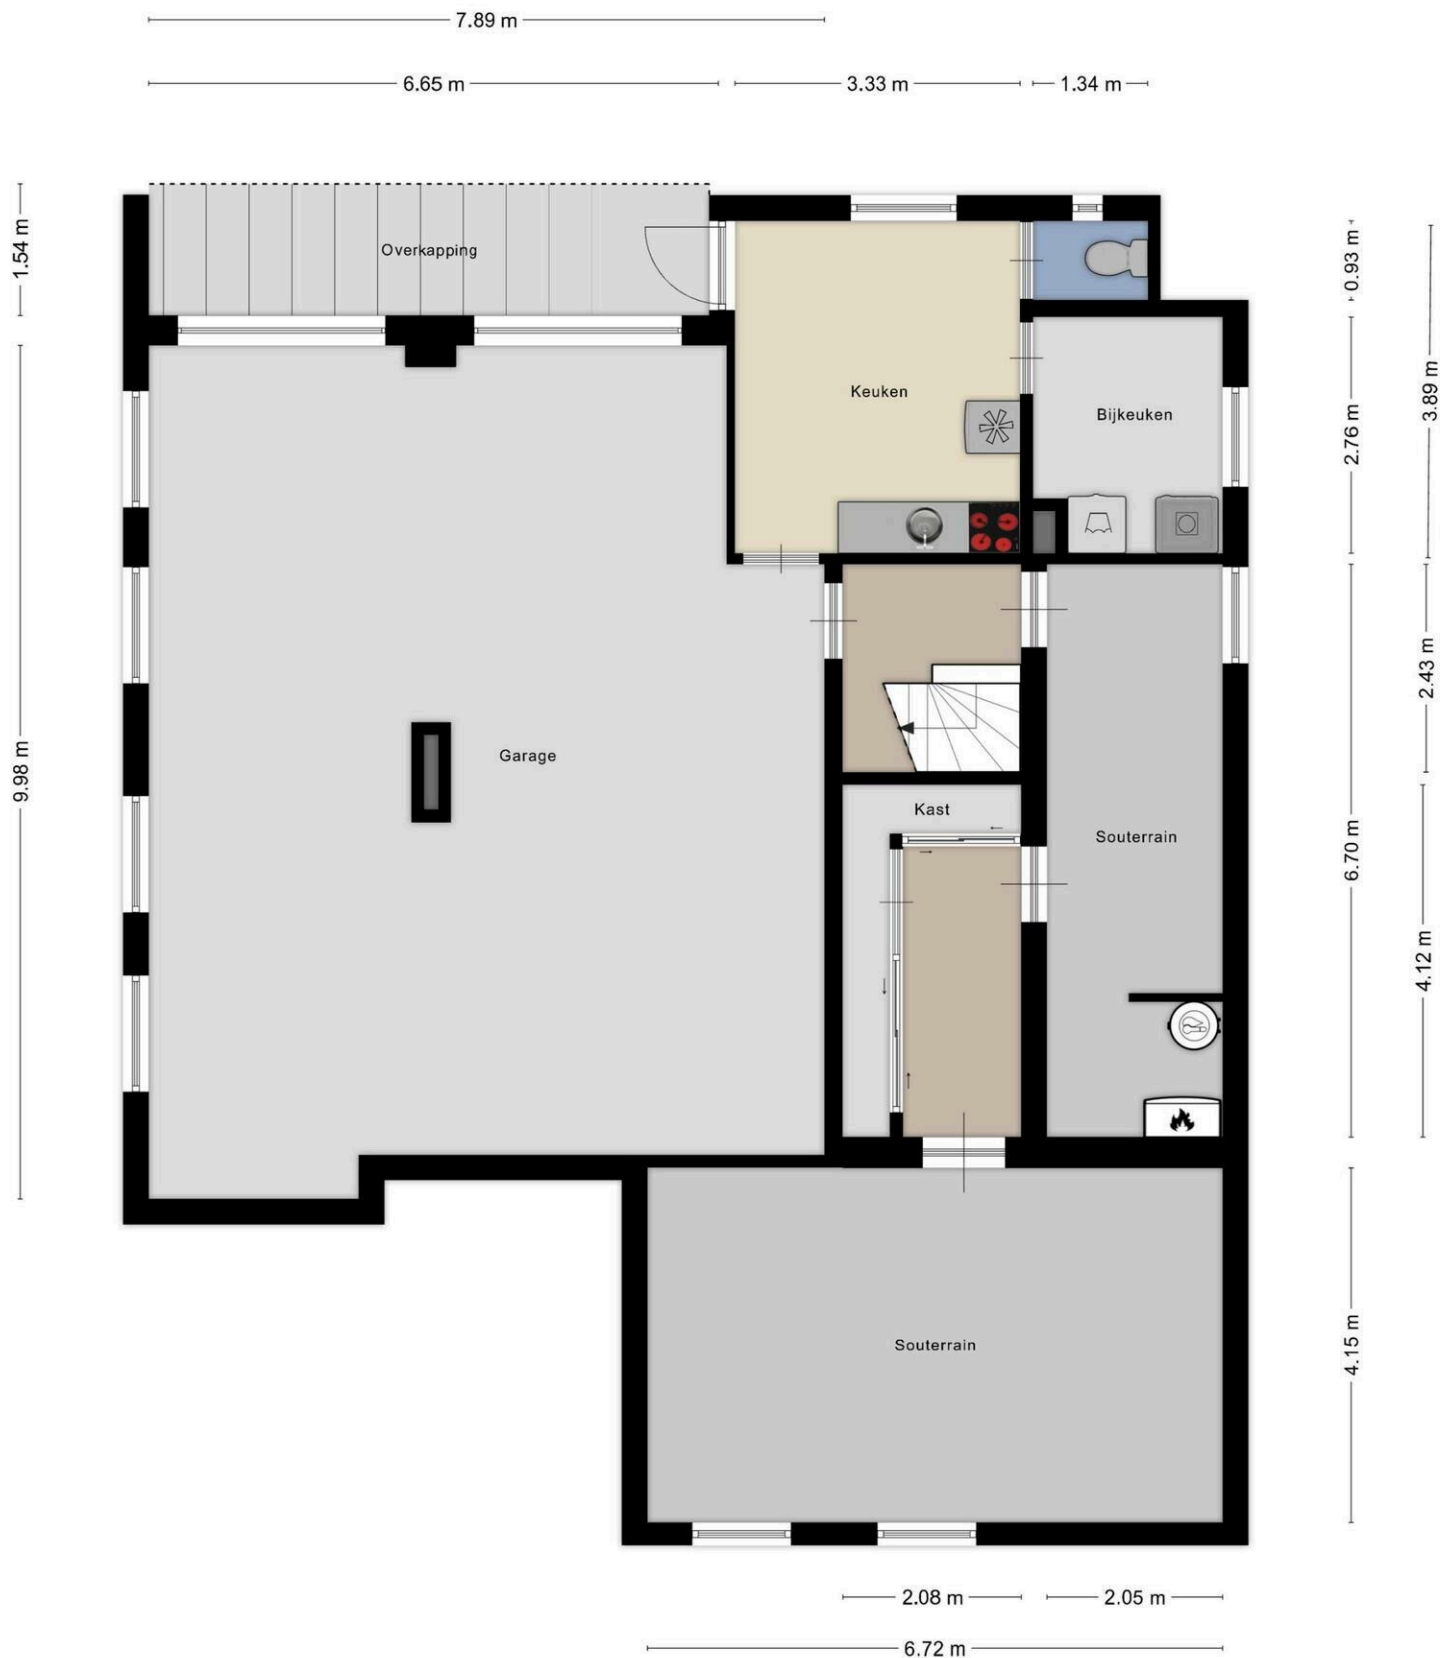 7.89 m
6.65 m
3.33 m
1.34 m
1.54 m
Overkapping
0.93 m
3.89 m
Keuken
Bijkeuken
2.76 m
2.43 m
9.98 m
Garage
Kast
Souterrain
6.70 m
4.12 m
Souterrain
4.15 m
2.08 m
2.05 m
6.72 m